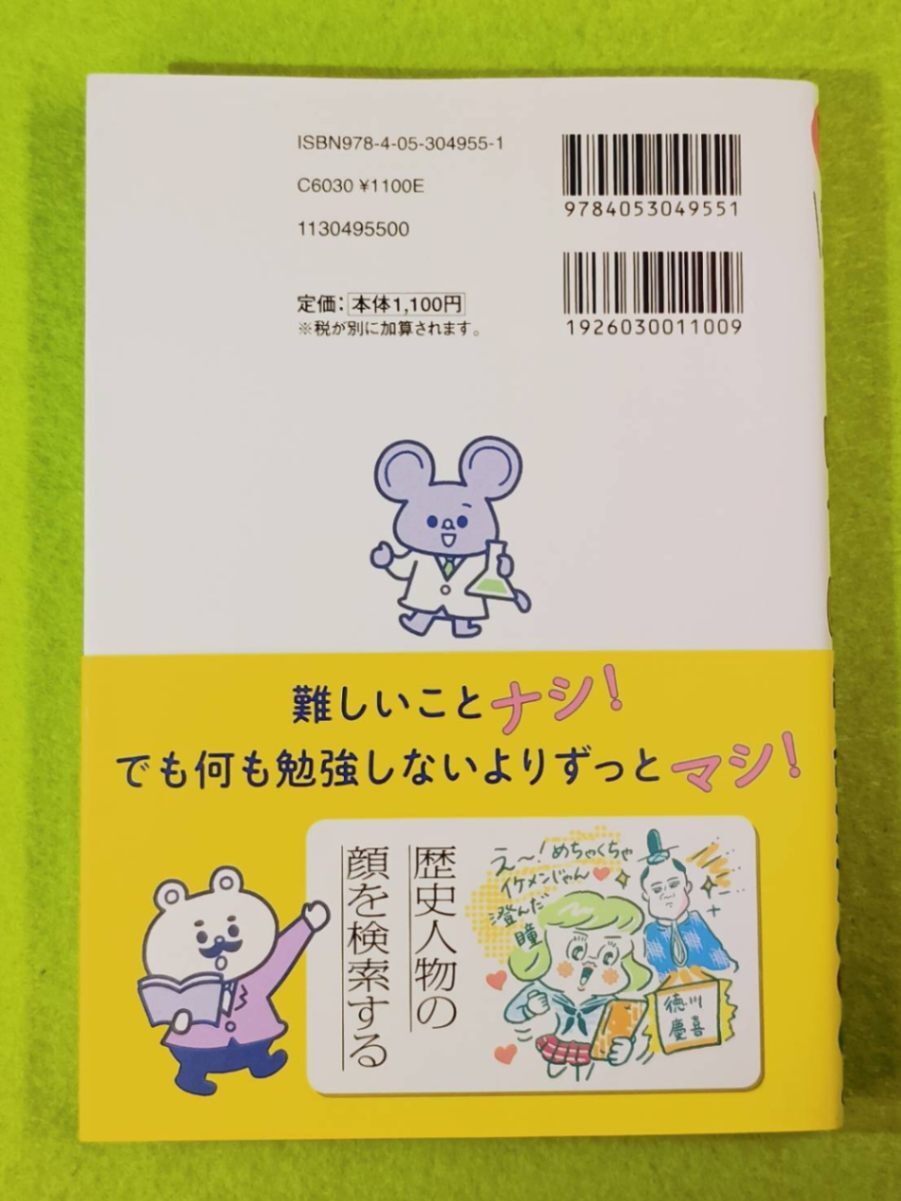 ISBN978-4-05-304955-1
C6030 ¥1100E
1130495500
定価：本体1,100円
※税が別に加算されます。
9784053049551
1926030011009
難しいことナシ！
でも何も勉強しないよりずっとマシ！
歴史人物の
顔を検索する
え〜！めちゃくちゃ
イケメンじゃん
澄んだ
瞳
徳川
慶喜